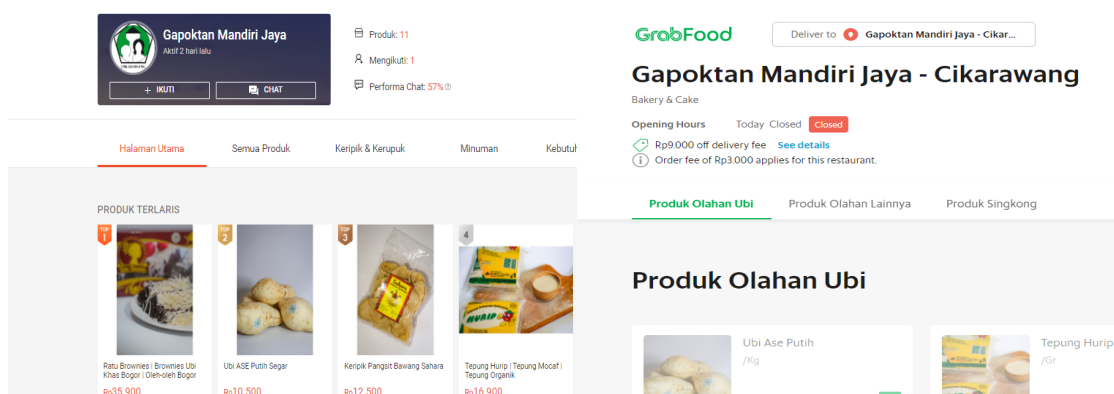 Gapoktan Mandiri Jaya
Aktif 2 hari lalu
+ IKUTI
CHAT
Produk: 11
Mengikuti: 1
Performa Chat: 57%
Halaman Utama
Semua Produk
Keripik & Kerupuk
Minuman
Kebutuh
PRODUK TERLARIS
TOP 1
TOP 2
TOP 3
4
HURIP
Ratu Brownies | Brownies Ubi
Khas Bogor | Oleh-oleh Bogor
Rp35.900
Ubi ASE Putih Segar
Rp10.500
Keripik Pangsit Bawang Sahara
Rp12.500
Tepung Hurip | Tepung Mocaf |
Tepung Organik
Rp16.900
GrabFood
Deliver to Gapoktan Mandiri Jaya - Cikar...
Gapoktan Mandiri Jaya - Cikarawang
Bakery & Cake
Opening Hours Today Closed Closed
Rp9.000 off delivery fee See details
Order fee of Rp3.000 applies for this restaurant.
Produk Olahan Ubi
Produk Olahan Lainnya
Produk Singkong
Produk Olahan Ubi
Ubi Ase Putih
/Kg
Tepung Hurip
/Gr